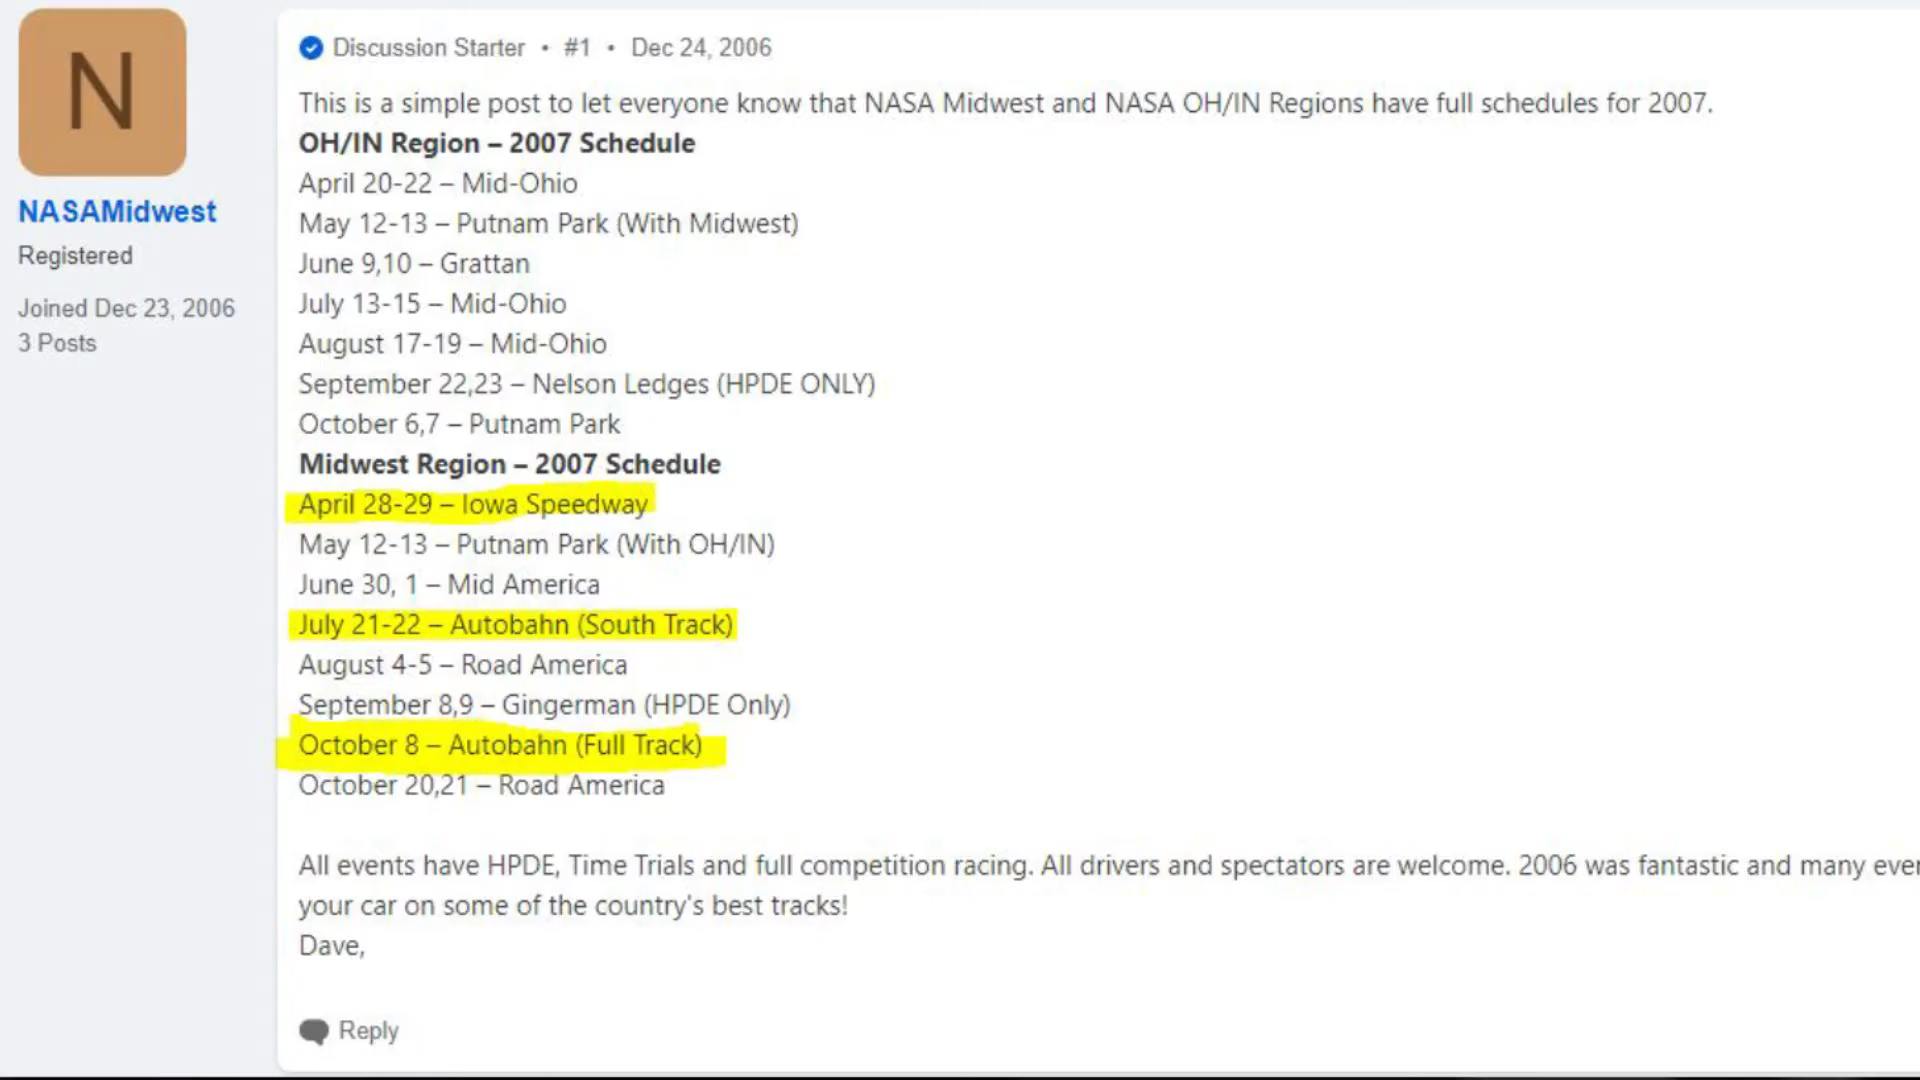 N
NASAMidwest
Registered
Joined Dec 23, 2006
3 Posts
Discussion Starter • #1 • Dec 24, 2006
This is a simple post to let everyone know that NASA Midwest and NASA OH/IN Regions have full schedules for 2007.
OH/IN Region – 2007 Schedule
April 20-22 – Mid-Ohio
May 12-13 – Putnam Park (With Midwest)
June 9,10 – Grattan
July 13-15 – Mid-Ohio
August 17-19 – Mid-Ohio
September 22,23 – Nelson Ledges (HPDE ONLY)
October 6,7 – Putnam Park
Midwest Region – 2007 Schedule
April 28-29 – Iowa Speedway
May 12-13 – Putnam Park (With OH/IN)
June 30, 1 – Mid America
July 21-22 – Autobahn (South Track)
August 4-5 – Road America
September 8,9 – Gingerman (HPDE Only)
October 8 – Autobahn (Full Track)
October 20,21 – Road America
All events have HPDE, Time Trials and full competition racing. All drivers and spectators are welcome. 2006 was fantastic and many
your car on some of the country's best tracks!
Dave,
Reply